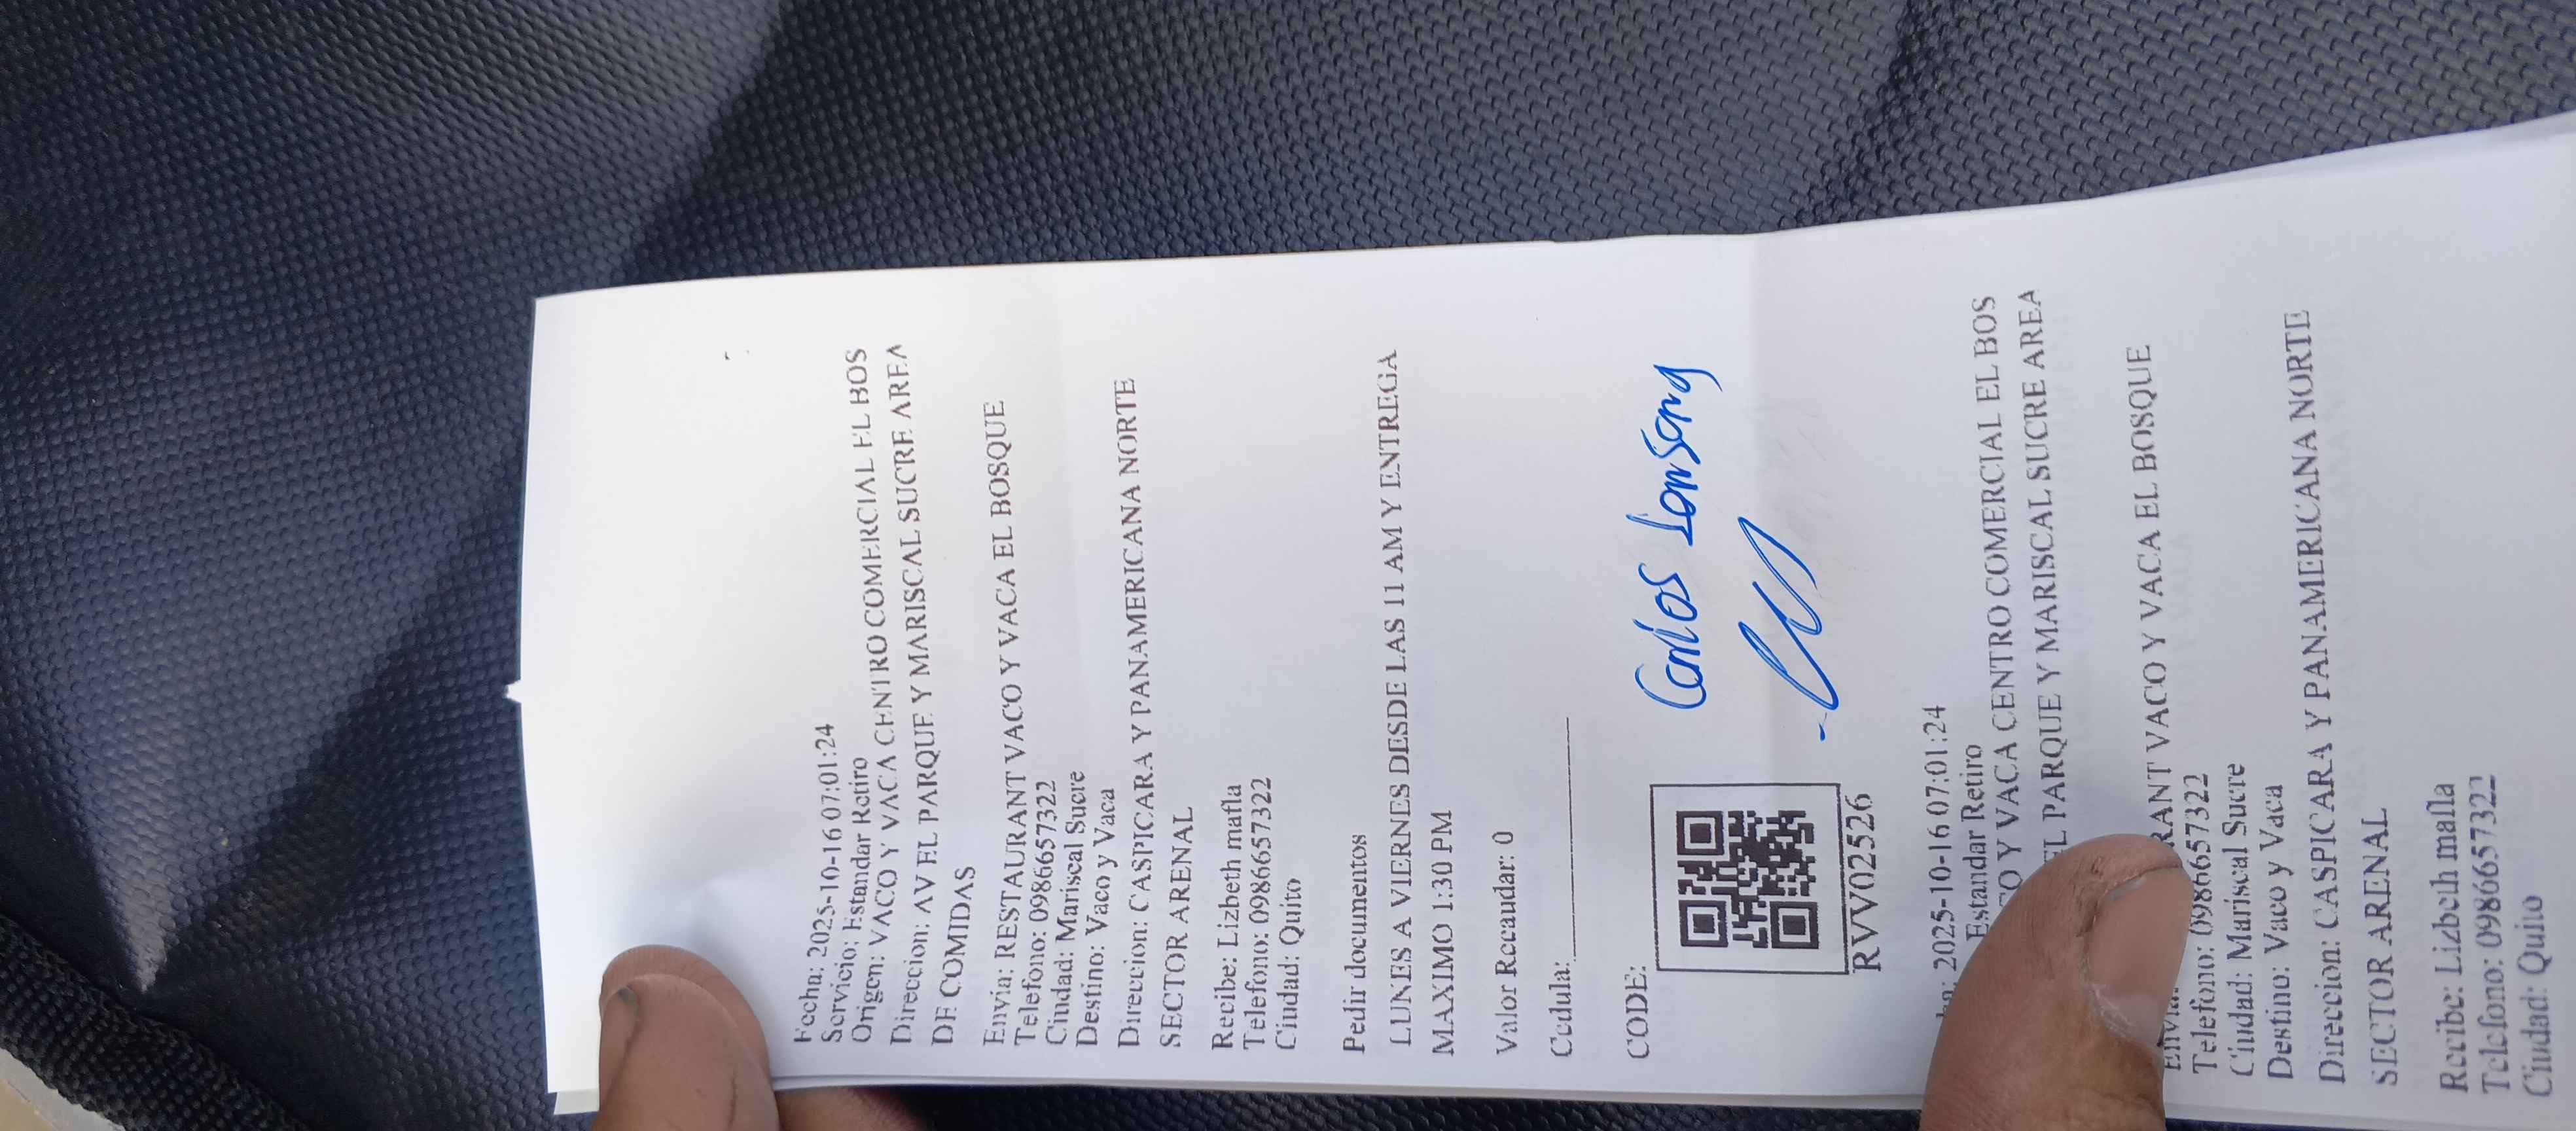 Fecha: 2025-10-16 07:01:24
Servicio: Estandar Retiro
Origen: VACO Y VACA CENTRO COMERCIAL EL BOS
Direccion: AV EL PARQUE Y MARISCAL SUCRE AREA
DE COMIDAS
Envia: RESTAURANT VACO Y VACA EL BOSQUE
Telefono: 0986657322
Ciudad: Mariscal Sucre
Destino: Vaco y Vaca
Direccion: CASPICARA Y PANAMERICANA NORTE
SECTOR ARENAL
Recibe: Lizbeth mafla
Telefono: 0986657322
Ciudad: Quito
Pedir documentos
LUNES A VIERNES DESDE LAS 11 AM Y ENTREGA
MAXIMO 1:30 PM
Valor Recaudar: 0
Cedula:
CODE:
Carlos
RVV02526
2025-10-16 07:01:24
Estandar Retiro
CO Y VACA CENTRO COMERCIAL EL BOS
EL PARQUE Y MARISCAL SUCRE AREA
Envia: RANT VACO Y VACA EL BOSQUE
Telefono: 0986657322
Ciudad: Mariscal Sucre
Destino: Vaco y Vaca
Direccion: CASPICARA Y PANAMERICANA NORTE
SECTOR ARENAL
Recibe: Lizbeth mafla
Telefono: 0986657322
Ciudad: Quito